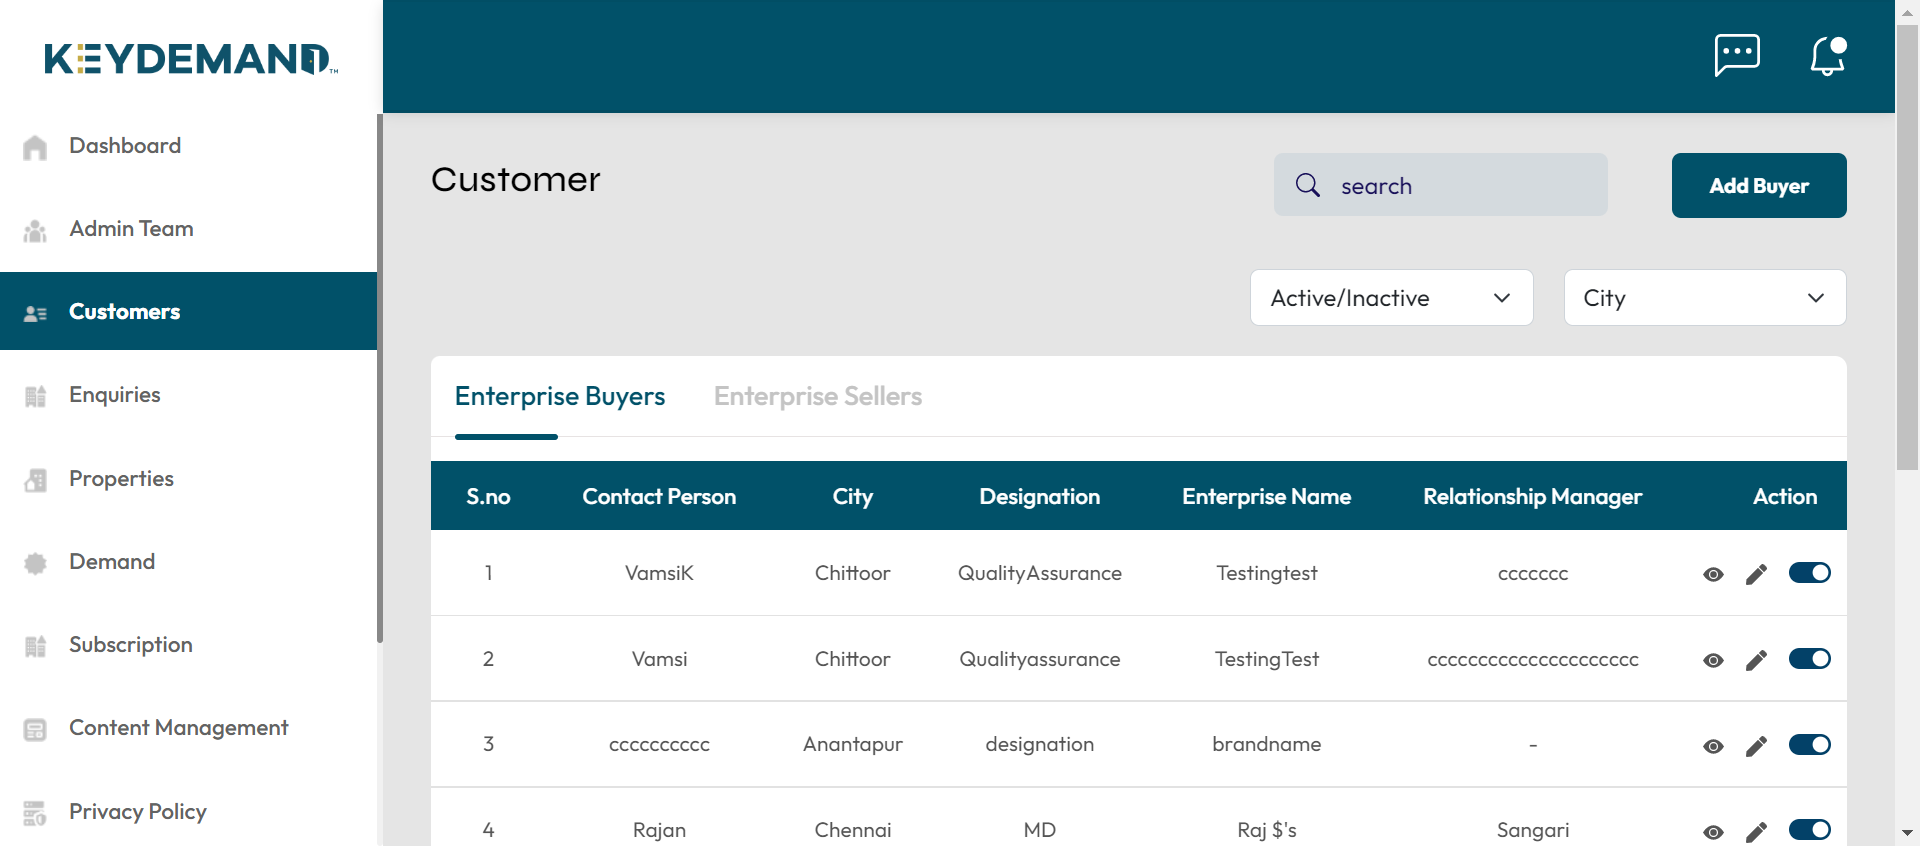 KEYDEMAND™
Dashboard
Admin Team
Customers
Enquiries
Properties
Demand
Subscription
Content Management
Privacy Policy
Customer
search
Add Buyer
Active/Inactive
City
Enterprise Buyers
Enterprise Sellers
S.no Contact Person City Designation Enterprise Name Relationship Manager Action
1 VamsiK Chittoor QualityAssurance Testingtest ccccccc
2 Vamsi Chittoor Qualityassurance TestingTest ccccccccccccccccccccc
3 cccccccccc Anantapur designation brandname -
4 Rajan Chennai MD Raj $'s Sangari